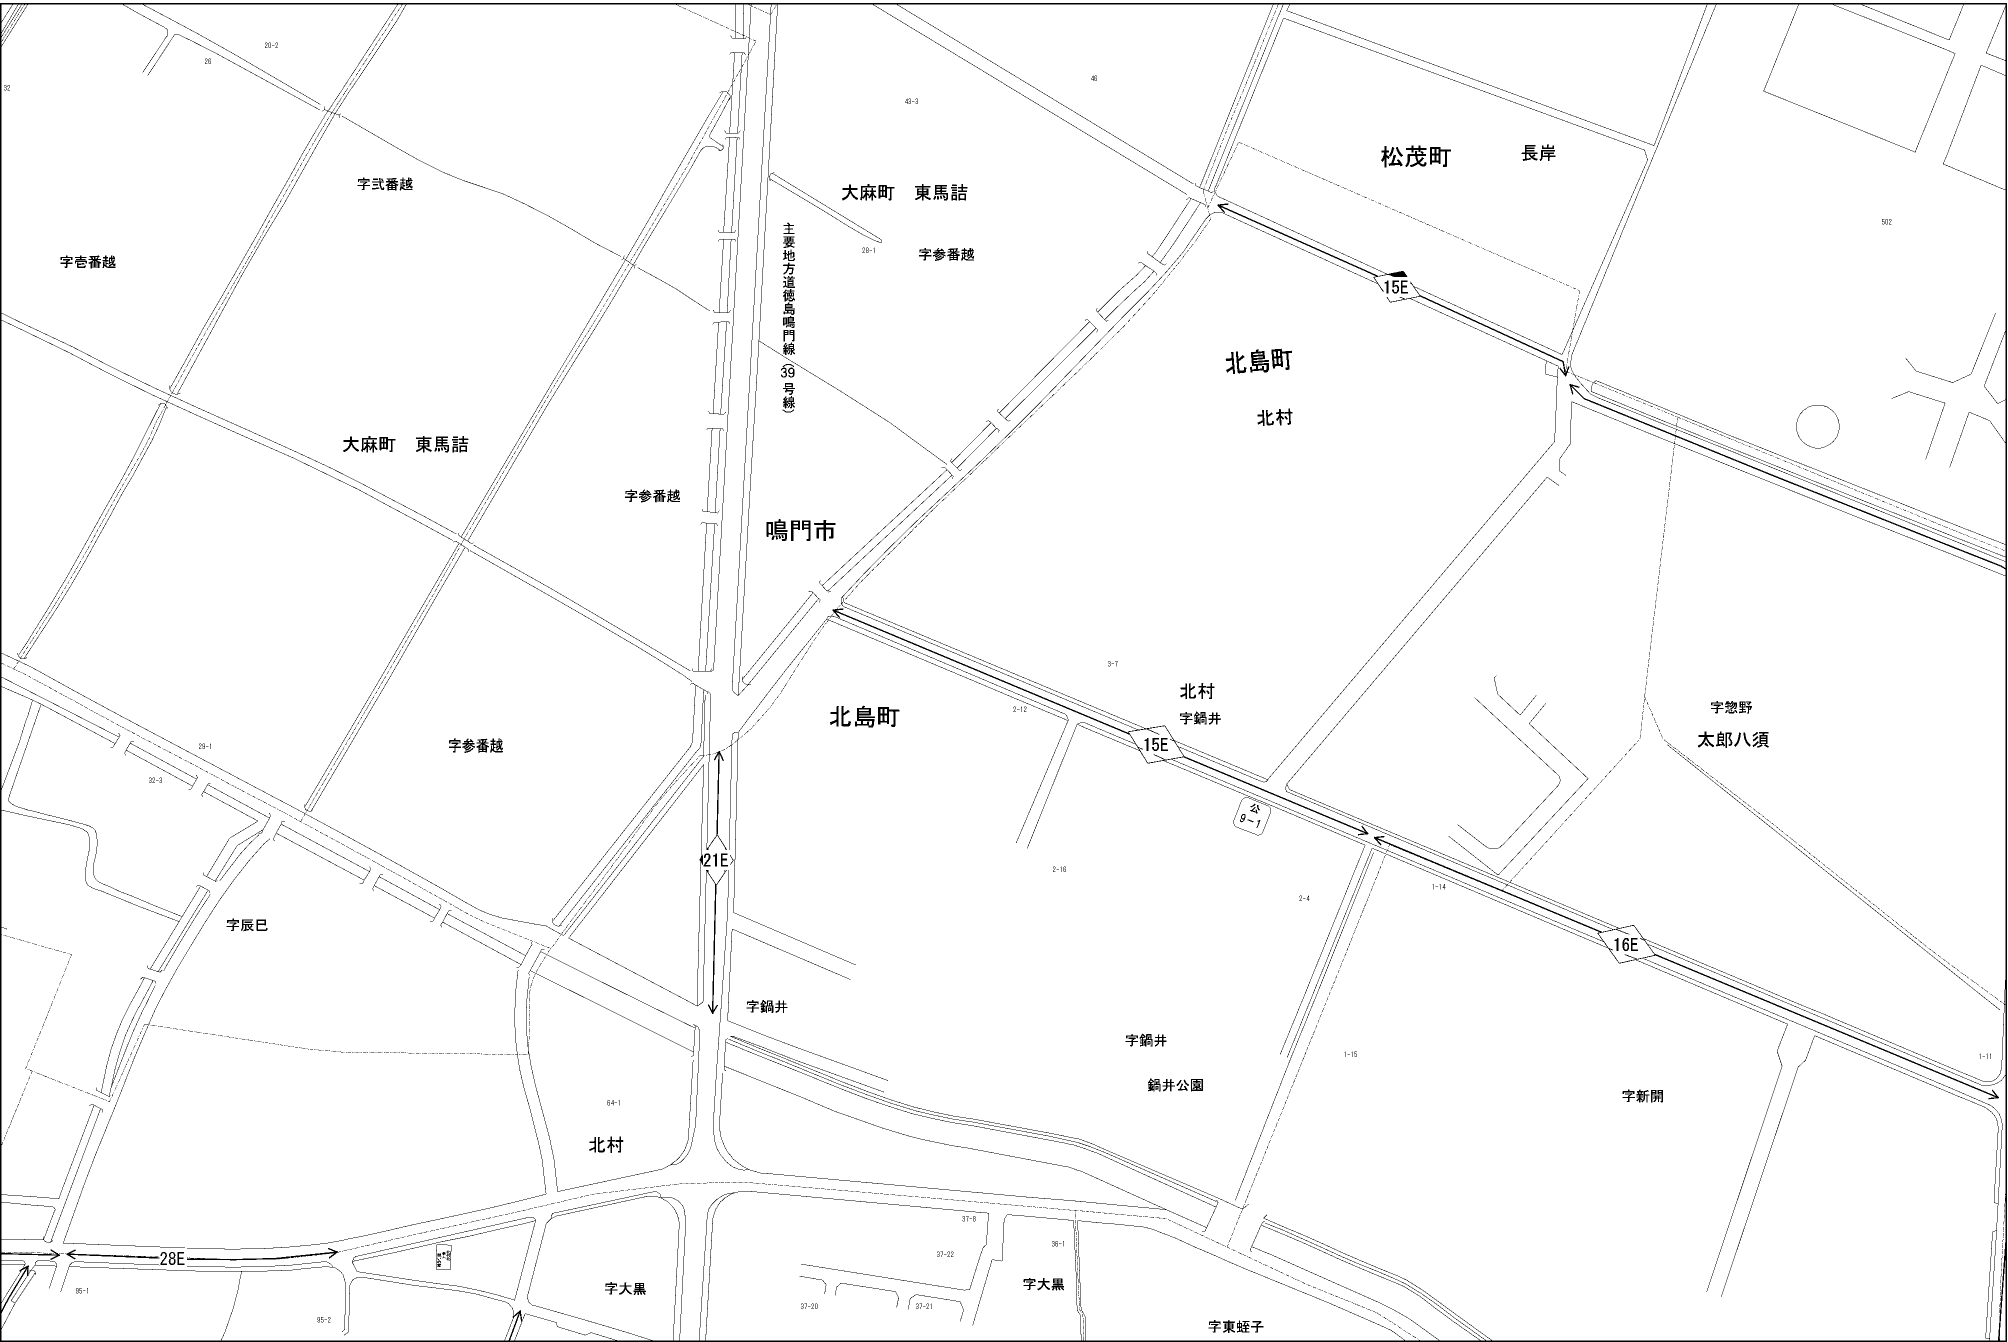 20-2
26
46
32
43-3
松茂町　長岸
字弐番越
大麻町　東馬詰
502
主要地方道徳島鳴門線（39号線）
28-1
字参番越
字壱番越
15E
北島町
北村
大麻町　東馬詰
字参番越
鳴門市
3-7
北村
字鍋井
2-12
字惣野
北島町
太郎八須
29-1
字参番越
15E
32-3
公
9-1
21E
2-16
1-14
2-4
字辰巳
16E
字鍋井
字鍋井
1-15
1-11
鍋井公園
字新開
64-1
北村
37-8
36-1
37-22
28E
字大黒
字大黒
95-1
37-20
37-21
95-2
字東蛭子